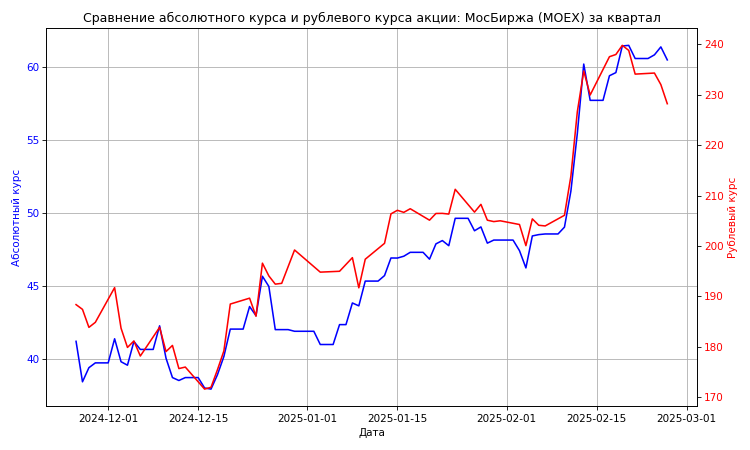 Сравнение абсолютного курса и рублевого курса акции: МосБиржа (MOEX) за квартал
Абсолютный курс
60
55
50
45
40
240
230
220
210
200
190
180
170
Рублевый курс
2024-12-01 2024-12-15 2025-01-01 2025-01-15 2025-02-01 2025-02-15 2025-03-01
Дата